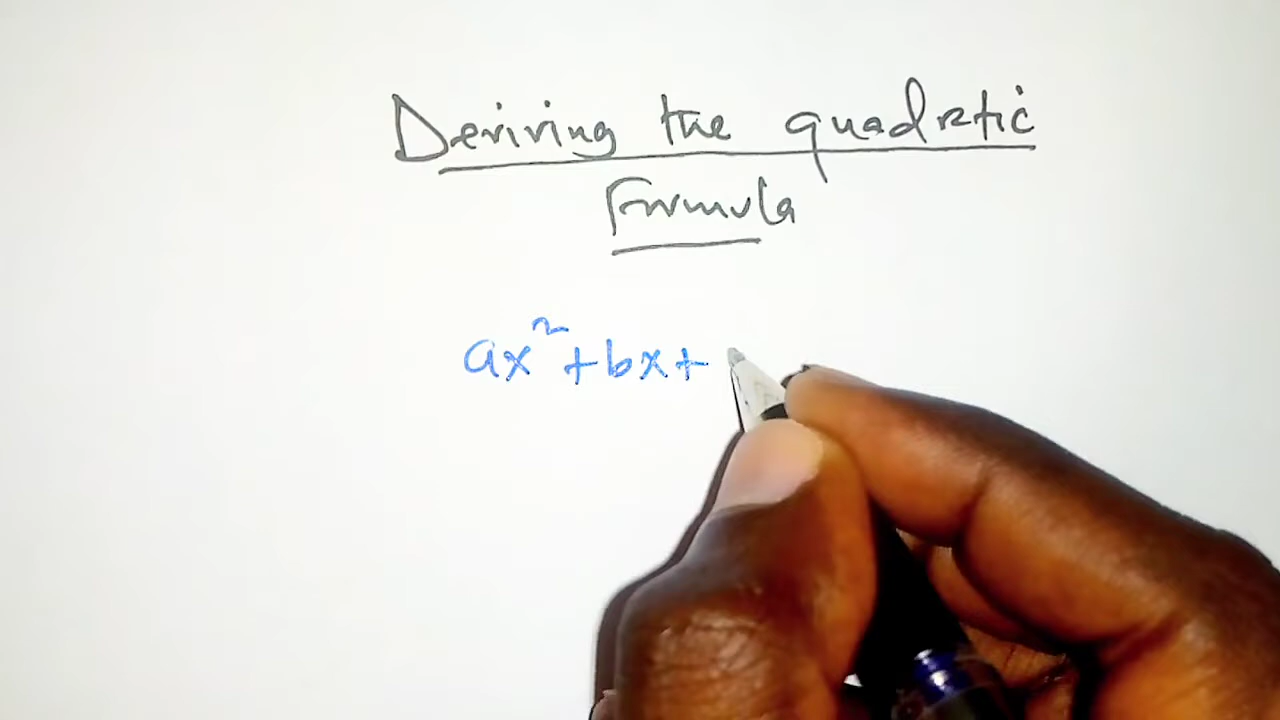 Deriving the quadratic
Formula
ax² + bx +